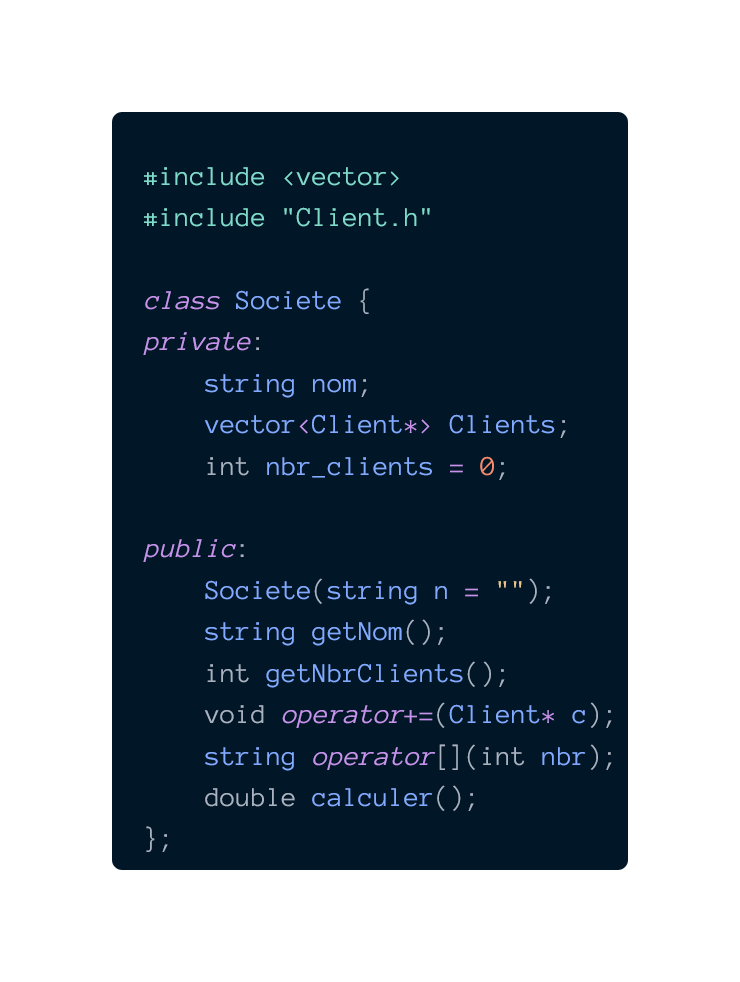 #include <vector>
#include "Client.h"

class Societe {
private:
    string nom;
    vector<Client*> Clients;
    int nbr_clients = 0;

public:
    Societe(string n = "");
    string getNom();
    int getNbrClients();
    void operator+=(Client* c);
    string operator[](int nbr);
    double calculer();
};